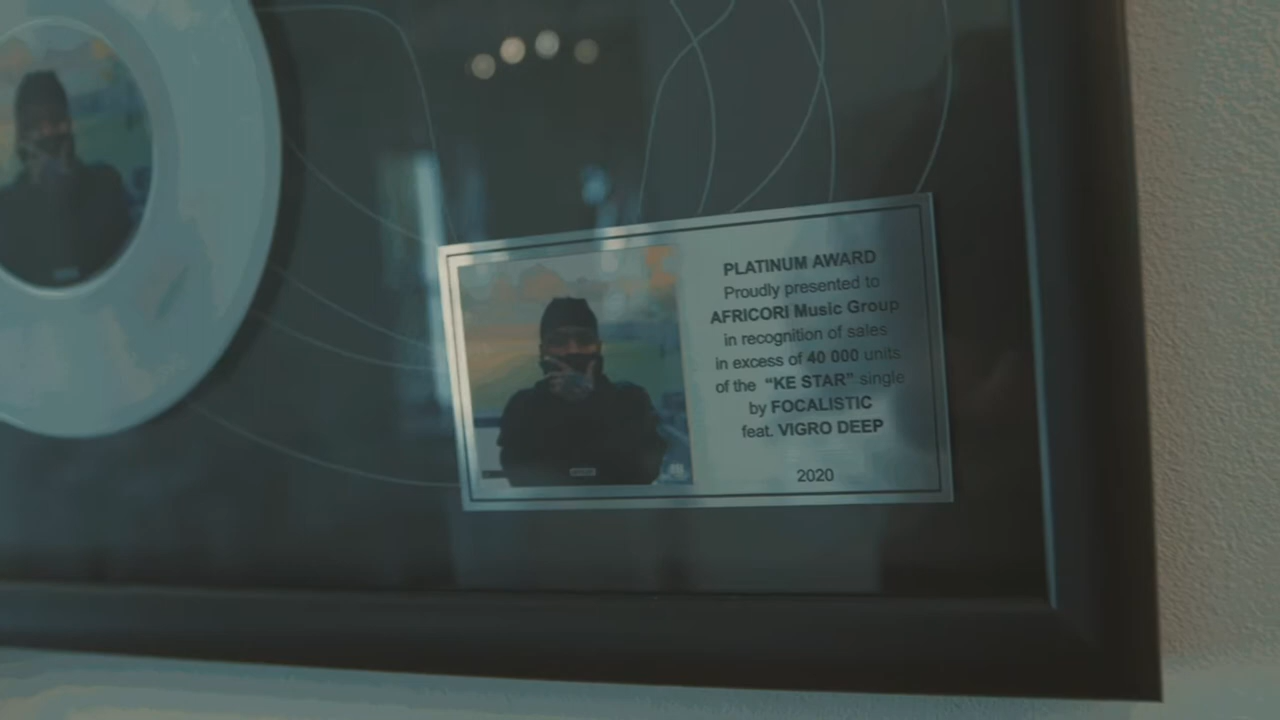 PLATINUM AWARD
Proudly presented to
AFRICORI Music Group
in recognition of sales
in excess of 40 000 units
of the “KE STAR” single
by FOCALISTIC
feat. VIGRO DEEP
2020